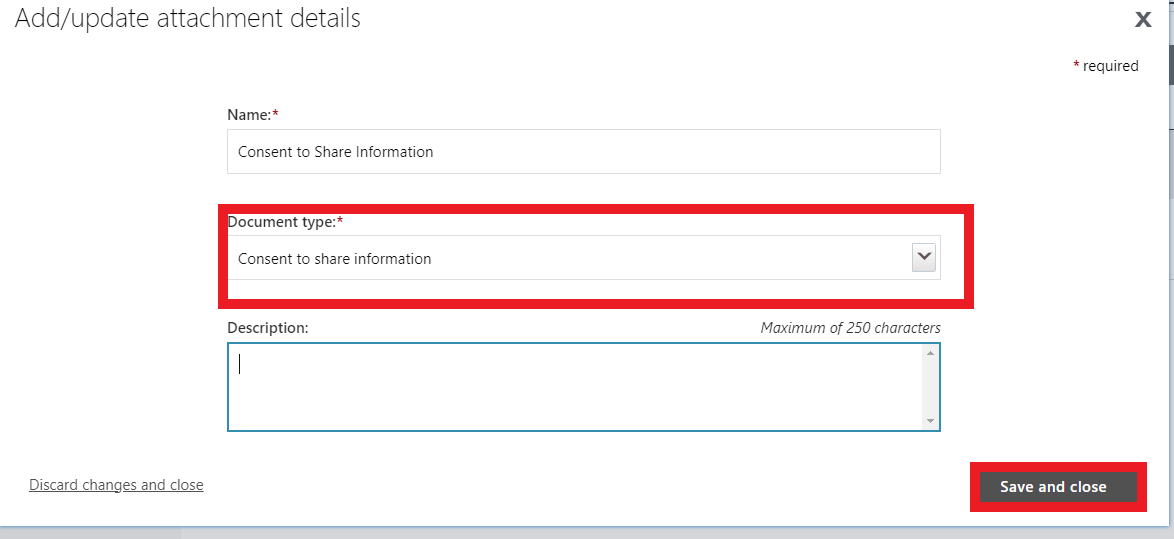 Add/update attachment details
X
* required
Name:*
Consent to Share Information
Document type:*
Consent to share information
Description: Maximum of 250 characters
Discard changes and close
Save and close